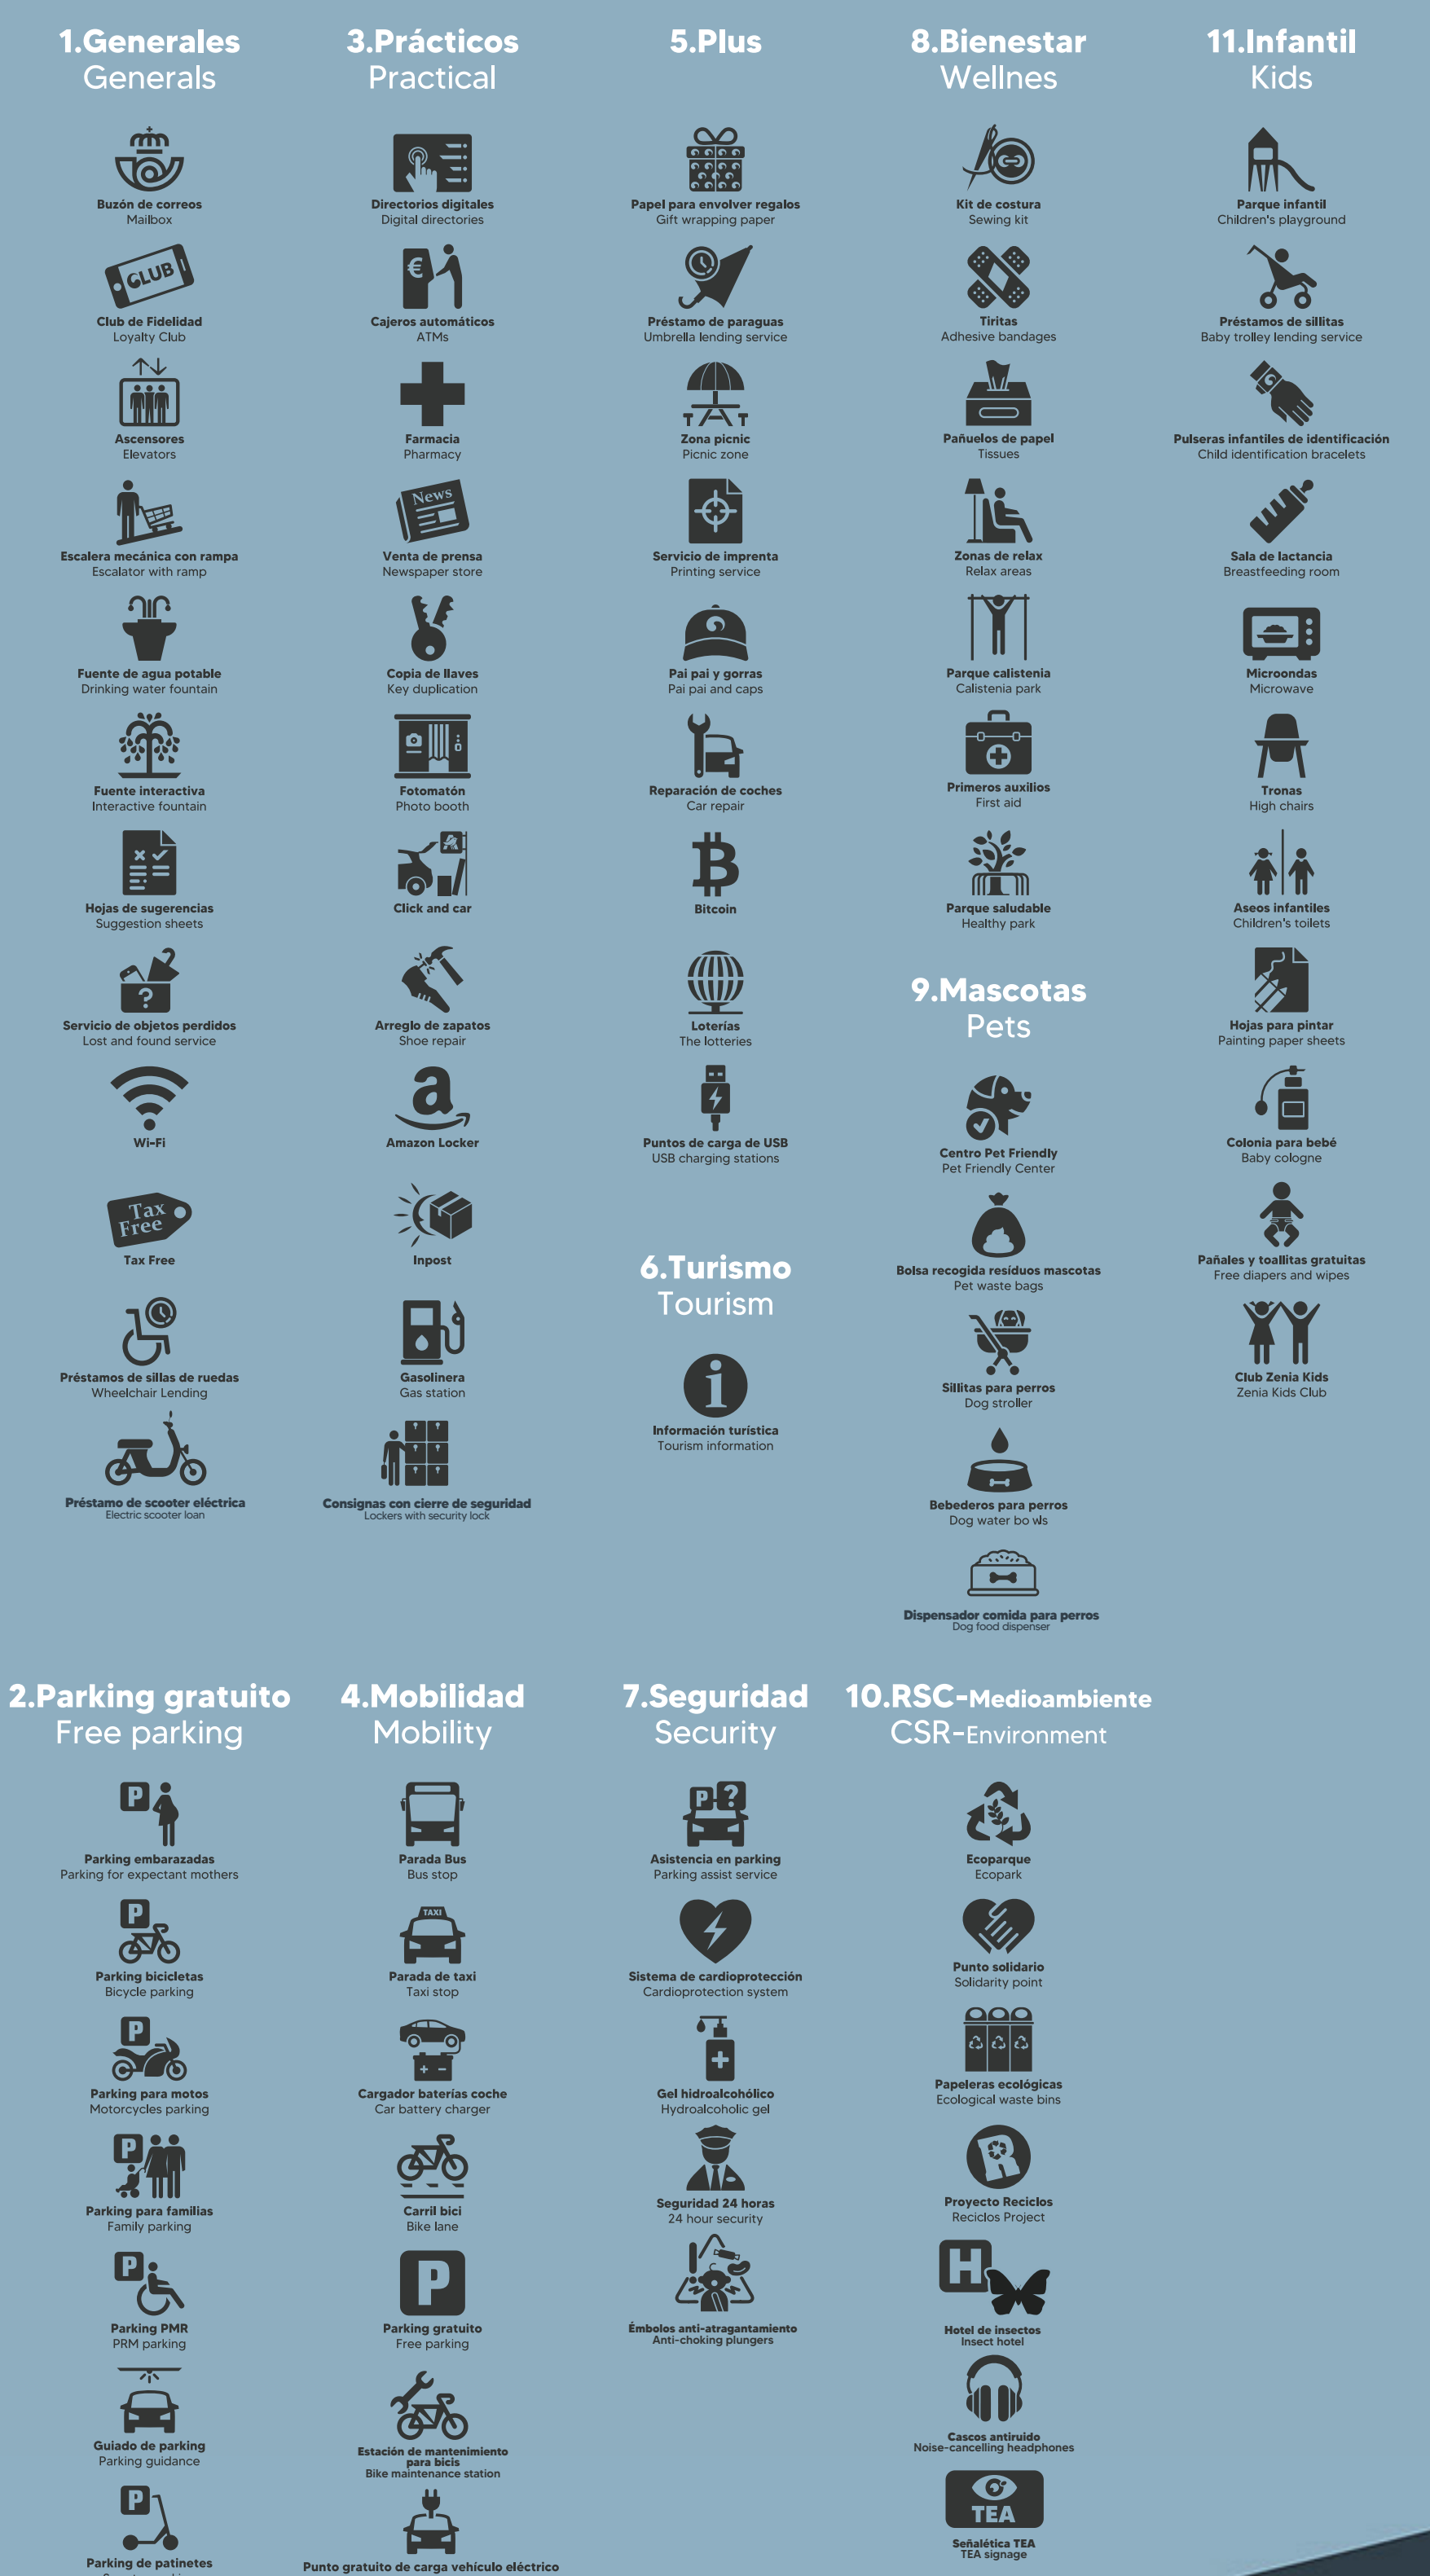 1.Generales
Generals
Buzón de correos
Mailbox
CLUB
Club de Fidelidad
Loyalty Club
Ascensores
Elevators
Escalera mecánica con rampa
Escalator with ramp
Fuente de agua potable
Drinking water fountain
Fuente interactiva
Interactive fountain
Hojas de sugerencias
Suggestion sheets
?
Servicio de objetos perdidos
Lost and found service
Wi-Fi
Tax
Free
Tax Free
Préstamos de sillas de ruedas
Wheelchair Lending
Préstamo de scooter eléctrica
Electric scooter loan
2.Parking gratuito
Free parking
P
Parking embarazadas
Parking for expectant mothers
P
Parking bicicletas
Bicycle parking
P
Parking para motos
Motorcycles parking
P
Parking para familias
Family parking
P
Parking PMR
PRM parking
Guiado de parking
Parking guidance
P
Parking de patinetes
3.Prácticos
Practical
Directorios digitales
Digital directories
€
Cajeros automáticos
ATMs
Farmacia
Pharmacy
News
Venta de prensa
Newspaper store
Copia de llaves
Key duplication
Fotomatón
Photo booth
Click and car
Arreglo de zapatos
Shoe repair
a
Amazon Locker
Inpost
Gasolinera
Gas station
Consignas con cierre de seguridad
Lockers with security lock
4.Mobilidad
Mobility
Parada Bus
Bus stop
TAXI
Parada de taxi
Taxi stop
+ -
Cargador baterías coche
Car battery charger
Carril bici
Bike lane
P
Parking gratuito
Free parking
Estación de mantenimiento
para bicis
Bike maintenance station
Punto gratuito de carga vehículo eléctrico
5.Plus
Papel para envolver regalos
Gift wrapping paper
Préstamo de paraguas
Umbrella lending service
Zona picnic
Picnic zone
Servicio de imprenta
Printing service
Pai pai y gorras
Pai pai and caps
Reparación de coches
Car repair
Bitcoin
Loterías
The lotteries
Puntos de carga de USB
USB charging stations
6.Turismo
Tourism
i
Información turística
Tourism information
7.Seguridad
Security
P ?
Asistencia en parking
Parking assist service
Sistema de cardioprotección
Cardioprotection system
Gel hidroalcohólico
Hydroalcoholic gel
Seguridad 24 horas
24 hour security
Émbolos anti-atragantamiento
Anti-choking plungers
8.Bienestar
Wellnes
Kit de costura
Sewing kit
Tiritas
Adhesive bandages
Pañuelos de papel
Tissues
Zonas de relax
Relax areas
Parque calistenia
Calistenia park
Primeros auxilios
First aid
Parque saludable
Healthy park
9.Mascotas
Pets
Centro Pet Friendly
Pet Friendly Center
Bolsa recogida resíduos mascotas
Pet waste bags
Sillitas para perros
Dog stroller
Bebederos para perros
Dog water bo wls
Dispensador comida para perros
Dog food dispenser
10.RSC-Medioambiente
CSR-Environment
Ecoparque
Ecopark
Punto solidario
Solidarity point
Papeleras ecológicas
Ecological waste bins
R
Proyecto Reciclos
Reciclos Project
H
Hotel de insectos
Insect hotel
Cascos antiruido
Noise-cancelling headphones
TEA
Señalética TEA
TEA signage
11.Infantil
Kids
Parque infantil
Children's playground
Préstamos de sillitas
Baby trolley lending service
Pulseras infantiles de identificación
Child identification bracelets
Sala de lactancia
Breastfeeding room
Microondas
Microwave
Tronas
High chairs
Aseos infantiles
Children's toilets
Hojas para pintar
Painting paper sheets
Colonia para bebé
Baby cologne
Pañales y toallitas gratuitas
Free diapers and wipes
Club Zenia Kids
Zenia Kids Club